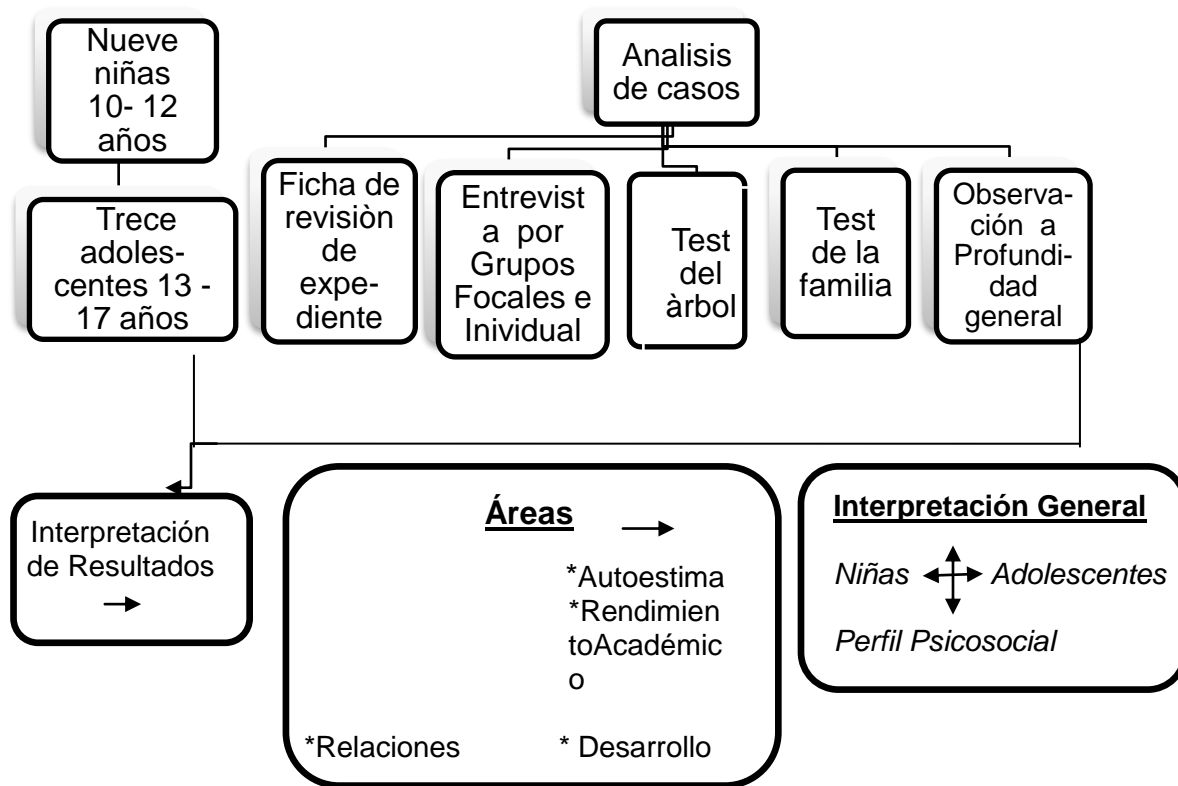 Nueve
niñas
10- 12
años
Trece
adoles-
centes 13 -
17 años
Analisis
de casos
Ficha de
revisiòn
de
expe-
diente
Entrevist
a por
Grupos
Focales e
Inividual
Test
del
àrbol
Test
de la
familia
Observa-
ción a
Profundi-
dad
general
Interpretación
de Resultados
Áreas
*Autoestima
*Rendimien
toAcadémic
o
*Relaciones * Desarrollo
Interpretación General
Niñas Adolescentes
Perfil Psicosocial